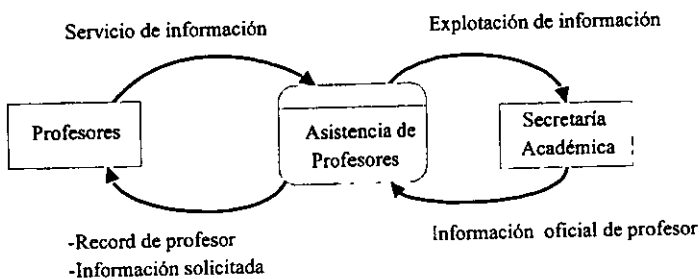 Servicio de información
Explotación de información
Profesores
Asistencia de
Profesores
Secretaría
Académica
-Record de profesor
-Información solicitada
Información oficial de profesor